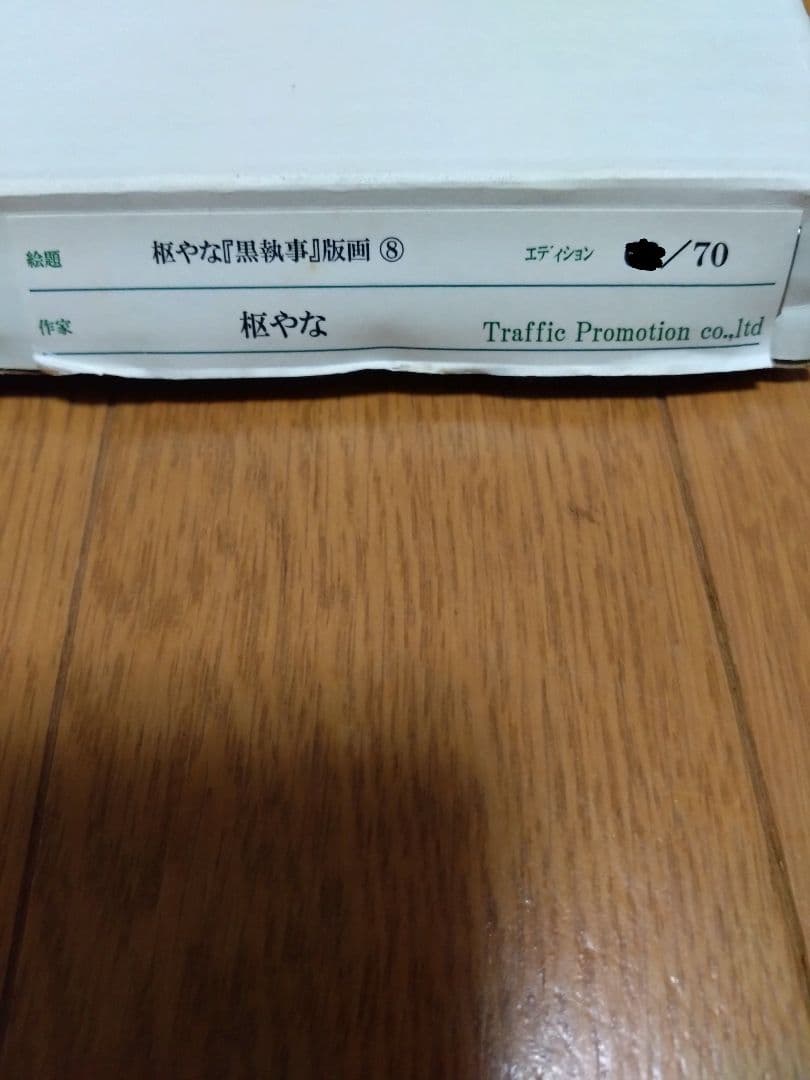 絵題 枢やな『黒執事』版画 ⑧ エディション /70
作家 枢やな Traffic Promotion co.,ltd